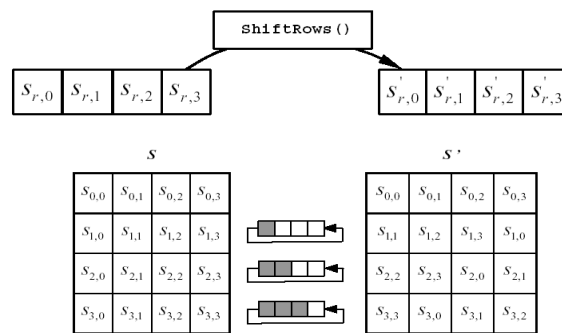 ShiftRows()
S_{r,0} S_{r,1} S_{r,2} S_{r,3} S'_{r,0} S'_{r,1} S'_{r,2} S'_{r,3}
S S'
S_{0,0} S_{0,1} S_{0,2} S_{0,3} S_{0,0} S_{0,1} S_{0,2} S_{0,3}
S_{1,0} S_{1,1} S_{1,2} S_{1,3} S_{1,1} S_{1,2} S_{1,3} S_{1,0}
S_{2,0} S_{2,1} S_{2,2} S_{2,3} S_{2,2} S_{2,3} S_{2,0} S_{2,1}
S_{3,0} S_{3,1} S_{3,2} S_{3,3} S_{3,3} S_{3,0} S_{3,1} S_{3,2}